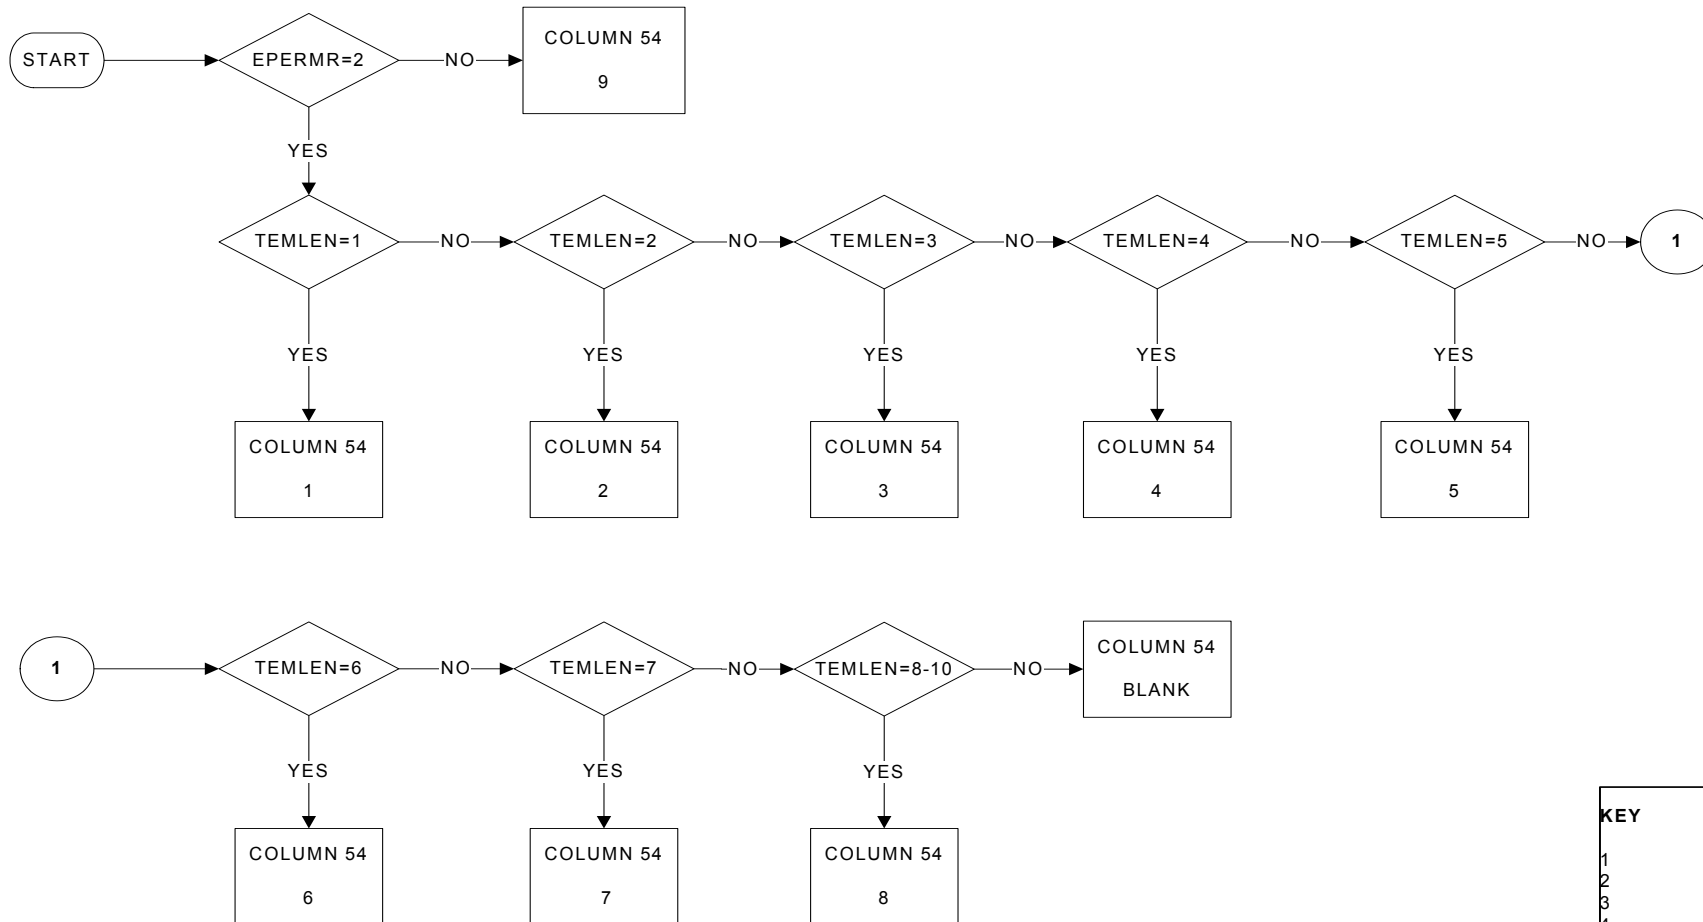 START
EPERMR=2
NO
COLUMN 54
9
YES
TEMLEN=1
NO
TEMLEN=2
NO
TEMLEN=3
NO
TEMLEN=4
NO
TEMLEN=5
NO
1
YES
YES
YES
YES
YES
COLUMN 54
1
COLUMN 54
2
COLUMN 54
3
COLUMN 54
4
COLUMN 54
5
1
TEMLEN=6
NO
TEMLEN=7
NO
TEMLEN=8-10
NO
COLUMN 54
BLANK
YES
YES
YES
COLUMN 54
6
COLUMN 54
7
COLUMN 54
8
KEY
1
2
3